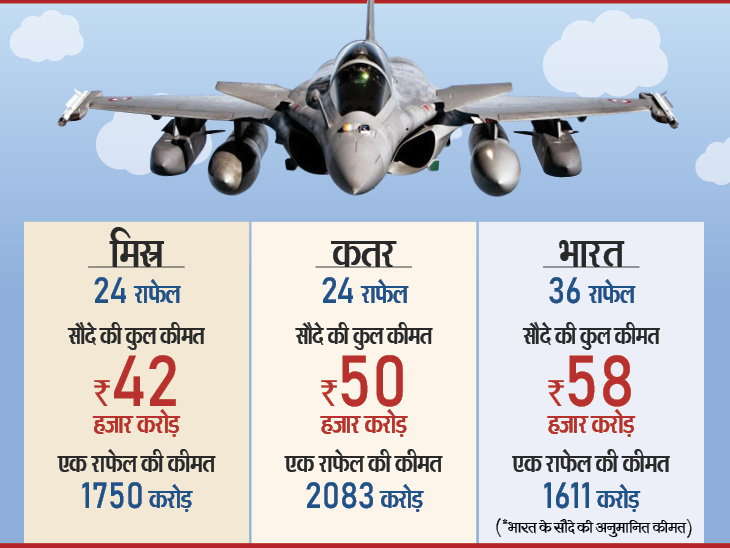 मिस्र
24 राफेल
सौदे की कुल कीमत
₹42
हजार करोड़
एक राफेल की कीमत
1750 करोड़
कतर
24 राफेल
सौदे की कुल कीमत
₹50
हजार करोड़
एक राफेल की कीमत
2083 करोड़
भारत
36 राफेल
सौदे की कुल कीमत
₹58
हजार करोड़
एक राफेल की कीमत
1611 करोड़
(*भारत के सौदे की अनुमानित कीमत)